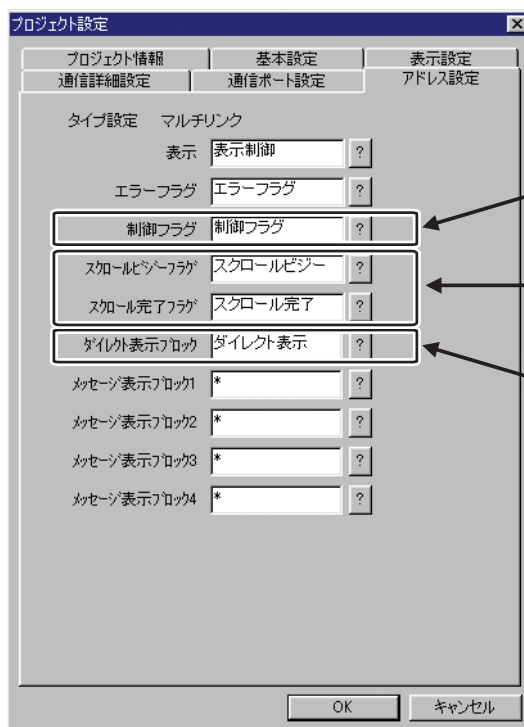 プロジェクト設定
プロジェクト情報 基本設定 表示設定
通信詳細設定 通信ポート設定 アドレス設定
タイプ設定 マルチリンク
表示 表示制御 ?
エラーフラグ エラーフラグ ?
制御フラグ 制御フラグ ?
スクロールビジーフラグ スクロールビジー ?
スクロール完了フラグ スクロール完了 ?
ダイレクト表示ブロック ダイレクト表示 ?
メッセージ表示ブロック1 * ?
メッセージ表示ブロック2 * ?
メッセージ表示ブロック3 * ?
メッセージ表示ブロック4 * ?
OK キャンセル